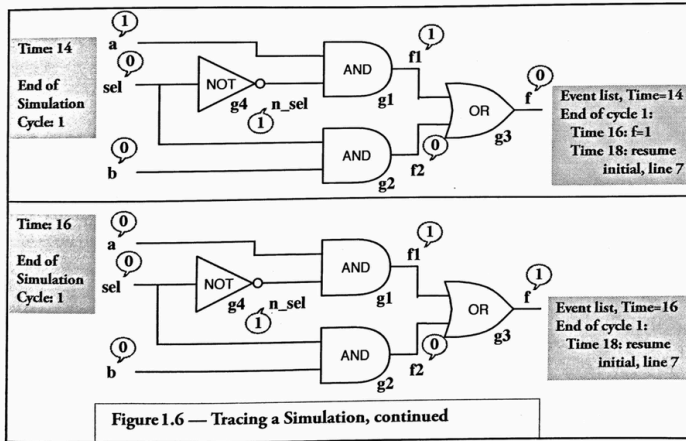 1
Time: 14
a
0
End of
Simulation
Cycle: 1
sel
NOT
g4
n_sel
1
AND
g1
f1
1
0
b
AND
g2
f2
0
OR
g3
f
0
Event list, Time=14
End of cycle 1:
Time 16: f=1
Time 18: resume
initial, line 7
0
Time: 16
a
0
End of
Simulation
Cycle: 1
sel
NOT
g4
n_sel
1
AND
g1
f1
1
0
b
AND
g2
f2
0
OR
g3
f
1
Event list, Time=16
End of cycle 1:
Time 18: resume
initial, line 7
Figure 1.6 — Tracing a Simulation, continued